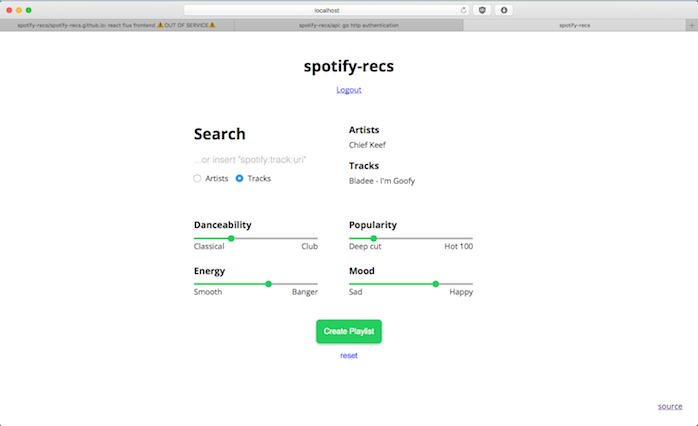 localhost
spotify-recs/spotify-recs.github.io: react flux frontend ⚠️OUT OF SERVICE⚠️
spotify-recs/api: go http authentication
spotify-recs
spotify-recs
Logout
Search
...or insert "spotify:track:uri"
Artists
Tracks
Artists
Chief Keef
Tracks
Bladee - I'm Goofy
Danceability
Classical
Club
Popularity
Deep cut
Hot 100
Energy
Smooth
Banger
Mood
Sad
Happy
Create Playlist
reset
source